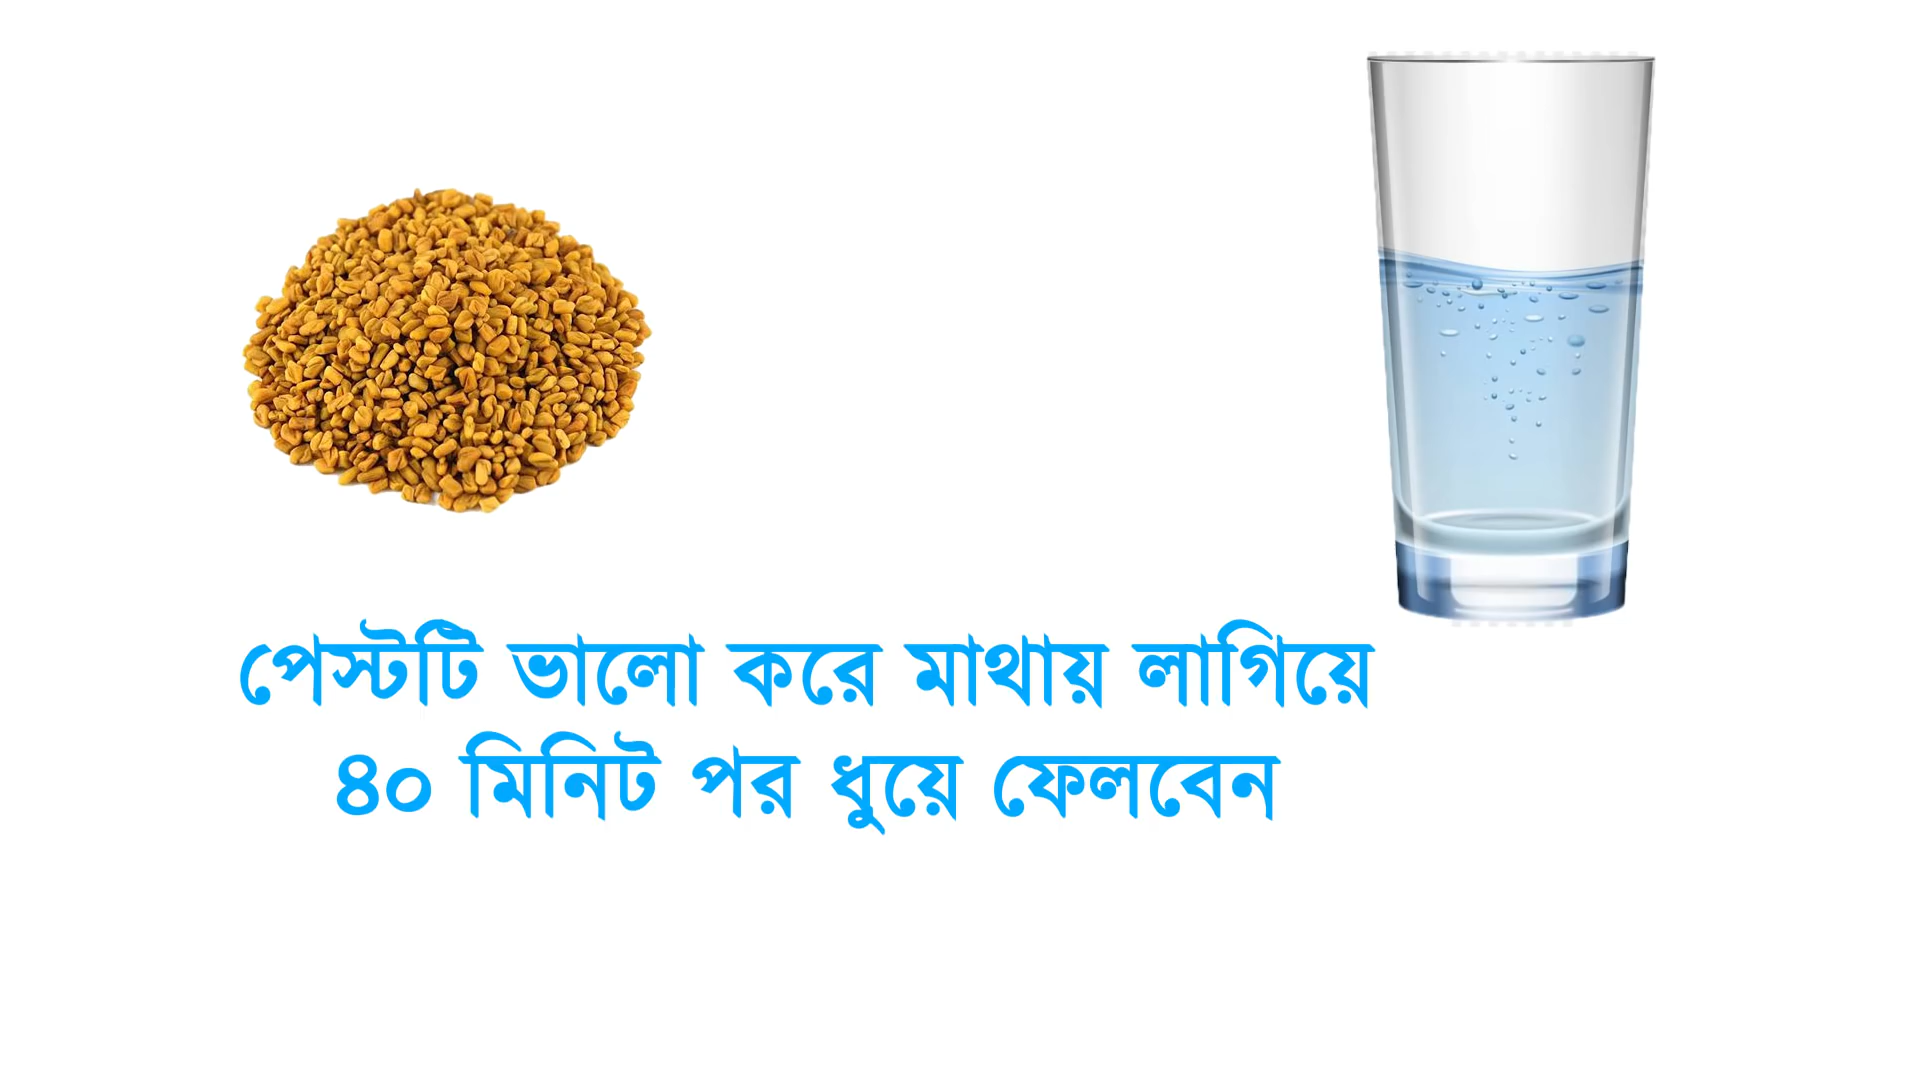 পেস্টটি ভালো করে মাথায় লাগিয়ে
৪০ মিনিট পর ধুয়ে ফেলবেন